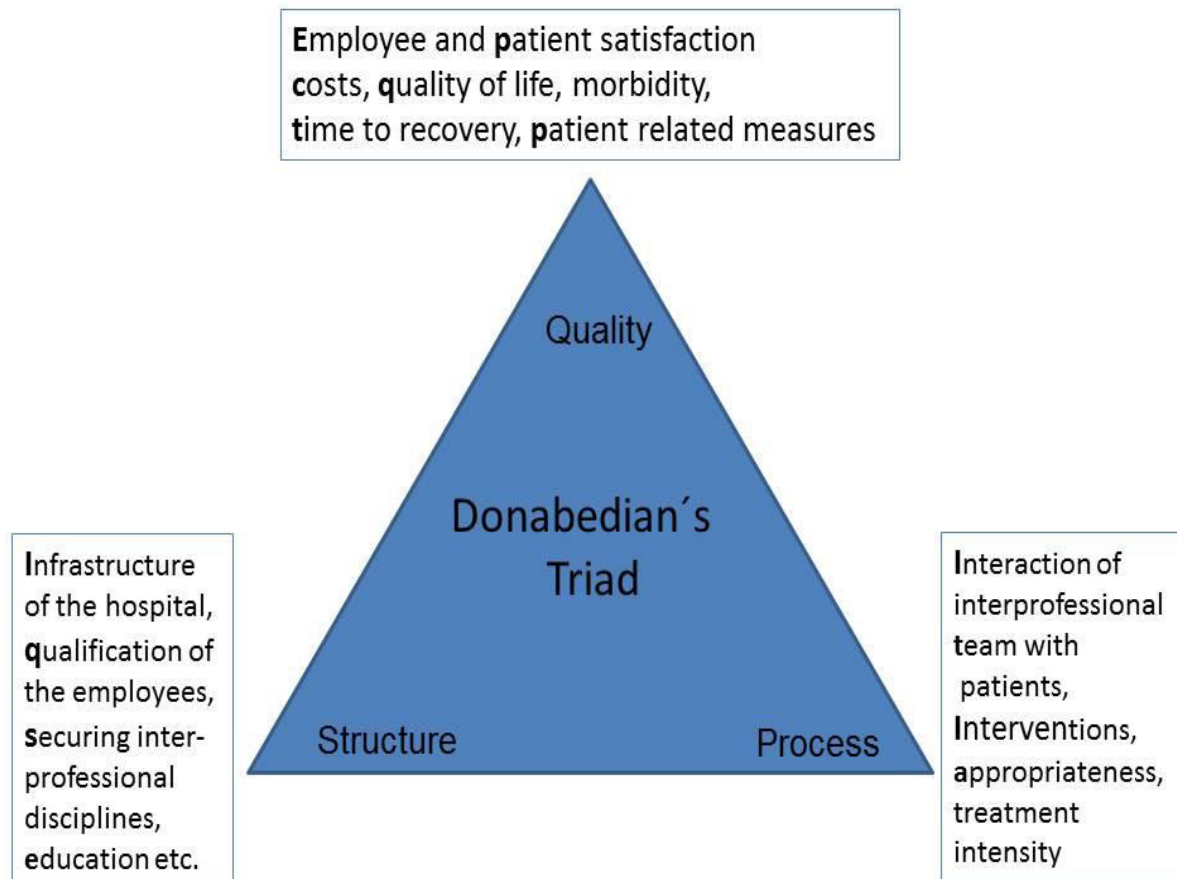 Employee and patient satisfaction
costs, quality of life, morbidity,
time to recovery, patient related measures
Quality
Donabedian´s
Triad
Structure
Process
Infrastructure
of the hospital,
qualification of
the employees,
securing inter-
professional
disciplines,
education etc.
Interaction of
interprofessional
team with
patients,
Interventions,
appropriateness,
treatment
intensity